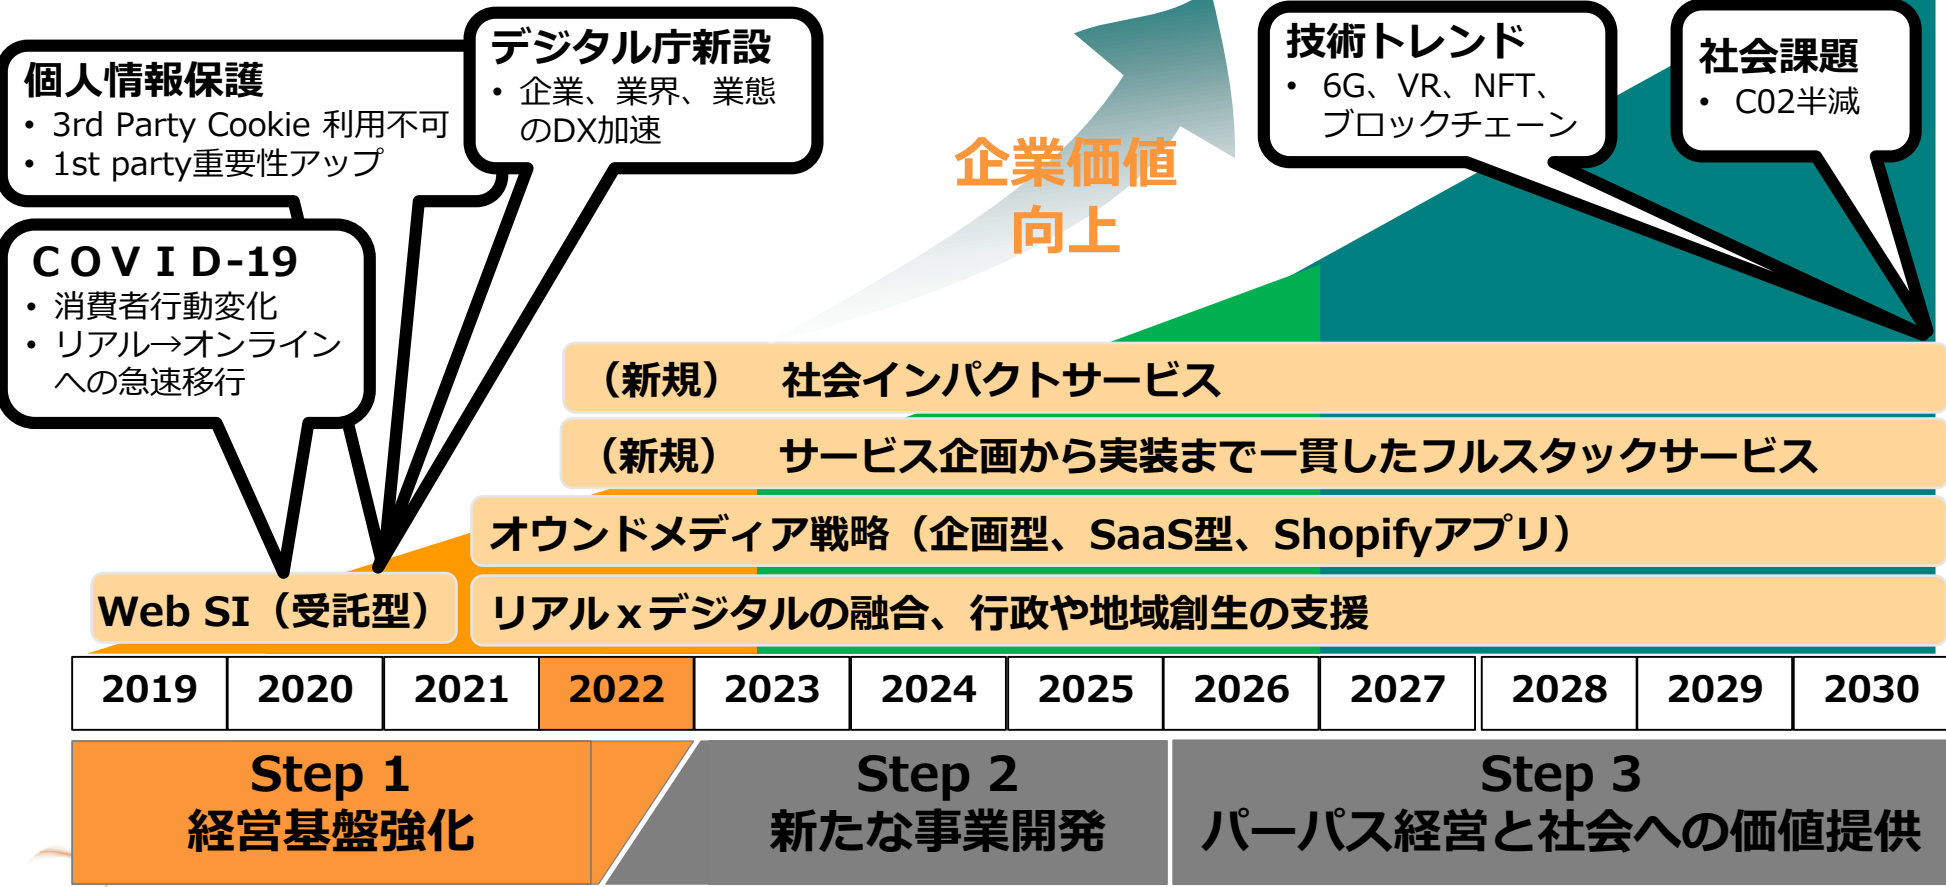 個人情報保護
• 3rd Party Cookie 利用不可
• 1st party重要性アップ
デジタル庁新設
• 企業、業界、業態
のDX加速
ＣＯＶＩＤ-19
• 消費者行動変化
• リアル→オンライン
への急速移行
企業価値
向上
技術トレンド
• 6G、VR、NFT、
ブロックチェーン
社会課題
• C02半減
（新規）　社会インパクトサービス
（新規）　サービス企画から実装まで一貫したフルスタックサービス
オウンドメディア戦略（企画型、SaaS型、Shopifyアプリ）
Web SI（受託型）
リアルｘデジタルの融合、行政や地域創生の支援
2019 2020 2021 2022 2023 2024 2025 2026 2027 2028 2029 2030
Step 1
経営基盤強化
Step 2
新たな事業開発
Step 3
パーパス経営と社会への価値提供